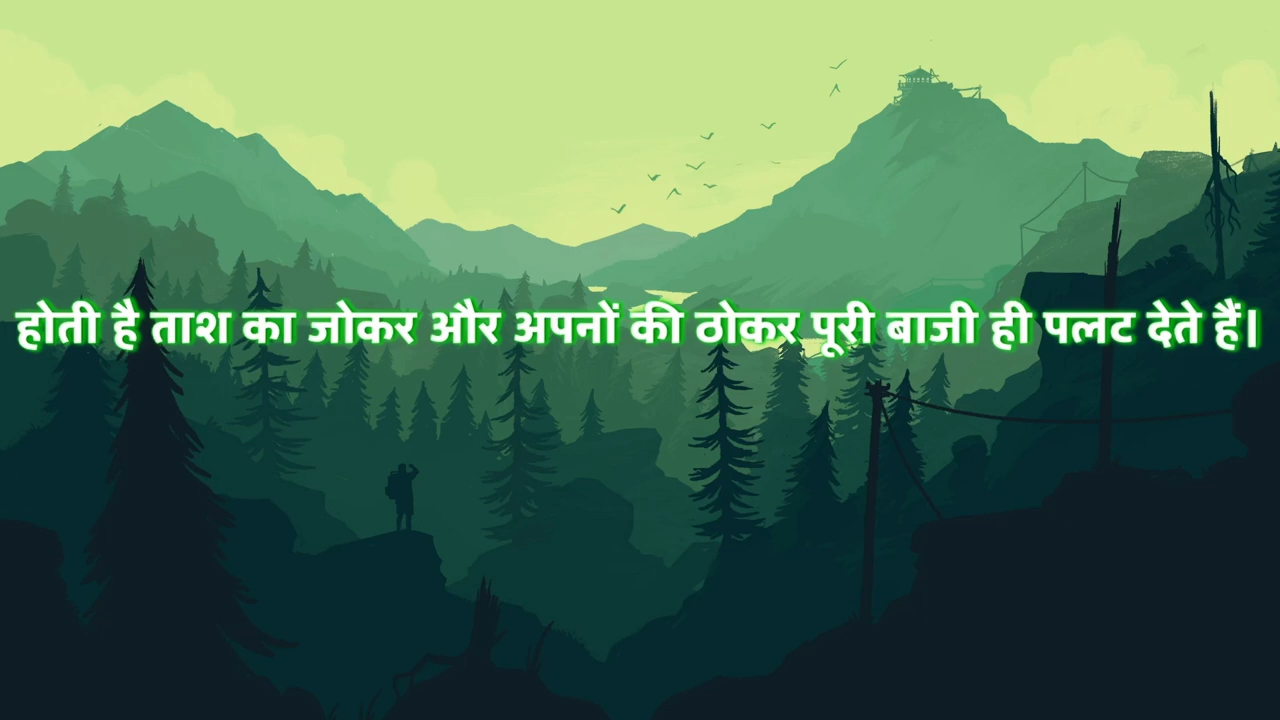 होती है ताश का जोकर और अपनों की ठोकर पूरी बाजी ही पलट देते हैं।